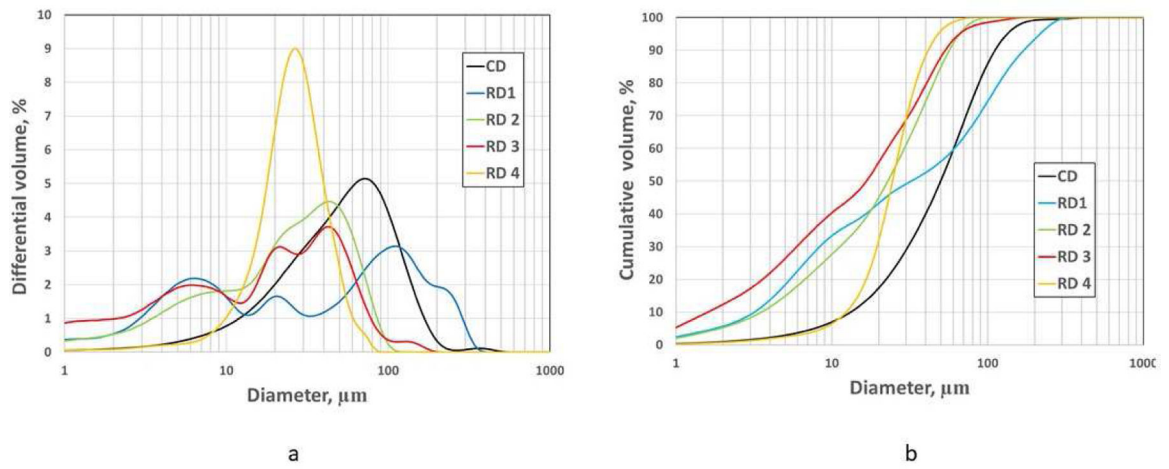 10
9
8
7
6
5
4
3
2
1
0
Differential volume, %
1
10
100
1000
Diameter, µm
CD
RD1
RD 2
RD 3
RD 4
a
100
90
80
70
60
50
40
30
20
10
0
Cumulative volume, %
1
10
100
100
Diameter, µm
CD
RD1
RD 2
RD 3
RD 4
b